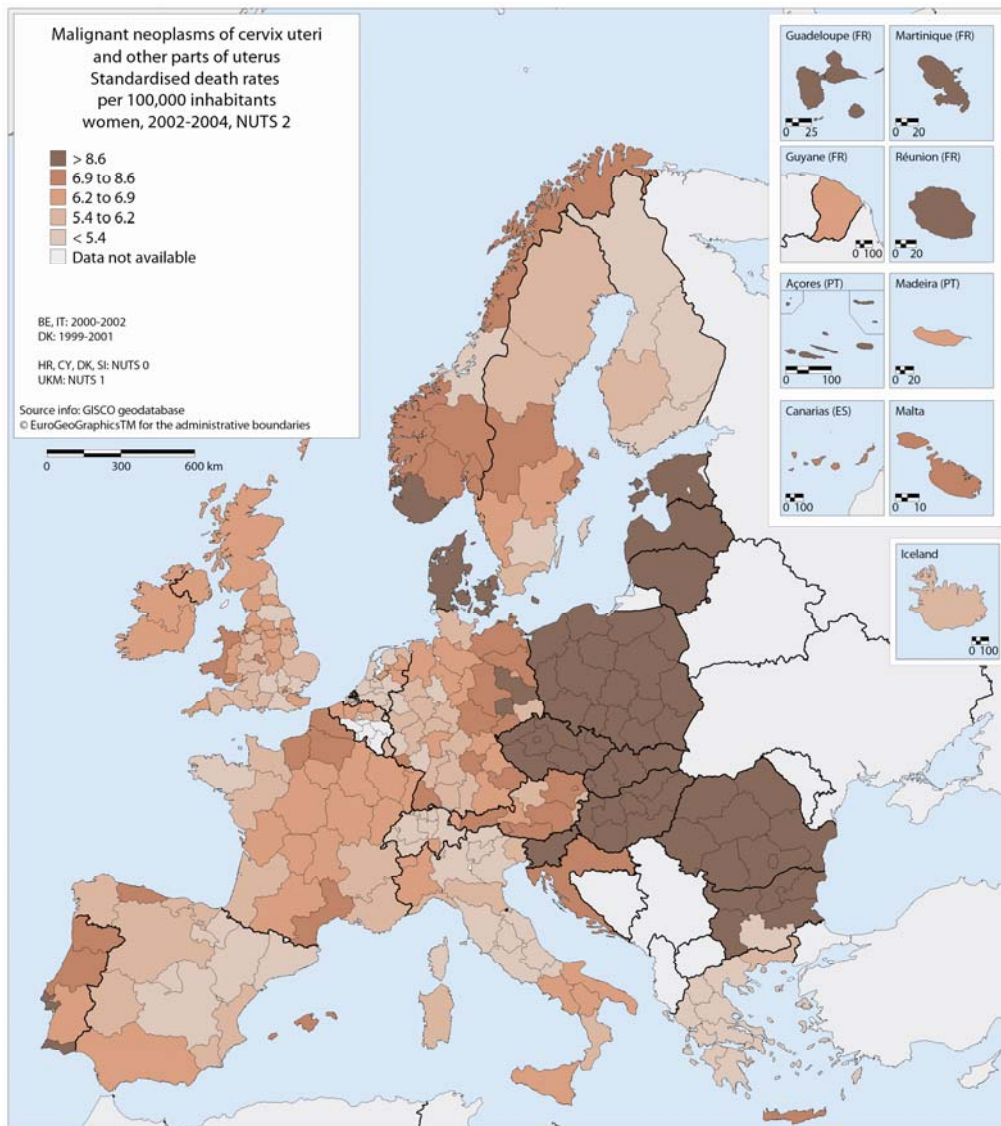 Malignant neoplasms of cervix uteri
and other parts of uterus
Standardised death rates
per 100,000 inhabitants
women, 2002-2004, NUTS 2
> 8.6
6.9 to 8.6
6.2 to 6.9
5.4 to 6.2
< 5.4
Data not available
BE, IT: 2000-2002
DK: 1999-2001
HR, CY, DK, SI: NUTS 0
UKM: NUTS 1
Source info: GISCO geodatabase
© EuroGeoGraphicsTM for the administrative boundaries
0 300 600 km
Guadeloupe (FR)
0 25
Martinique (FR)
0 20
Guyane (FR)
0 100
Réunion (FR)
0 20
Açores (PT)
0 100
Madeira (PT)
0 20
Canarias (ES)
0 100
Malta
0 10
Iceland
0 100